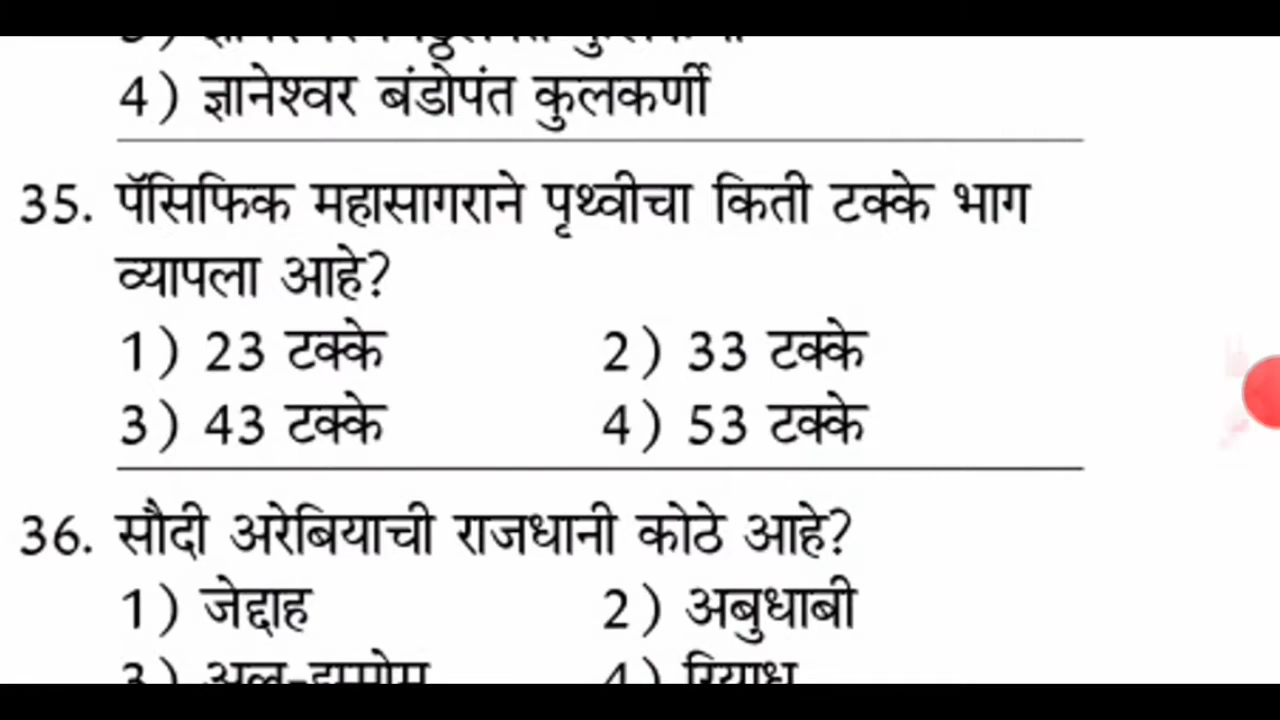 4) ज्ञानेश्वर बंडोपंत कुलकर्णी
35. पॅसिफिक महासागराने पृथ्वीचा किती टक्के भाग
व्यापला आहे?
1) 23 टक्के 2) 33 टक्के
3) 43 टक्के 4) 53 टक्के
36. सौदी अरेबियाची राजधानी कोठे आहे?
1) जेद्दाह 2) अबुधाबी
4) रियाध